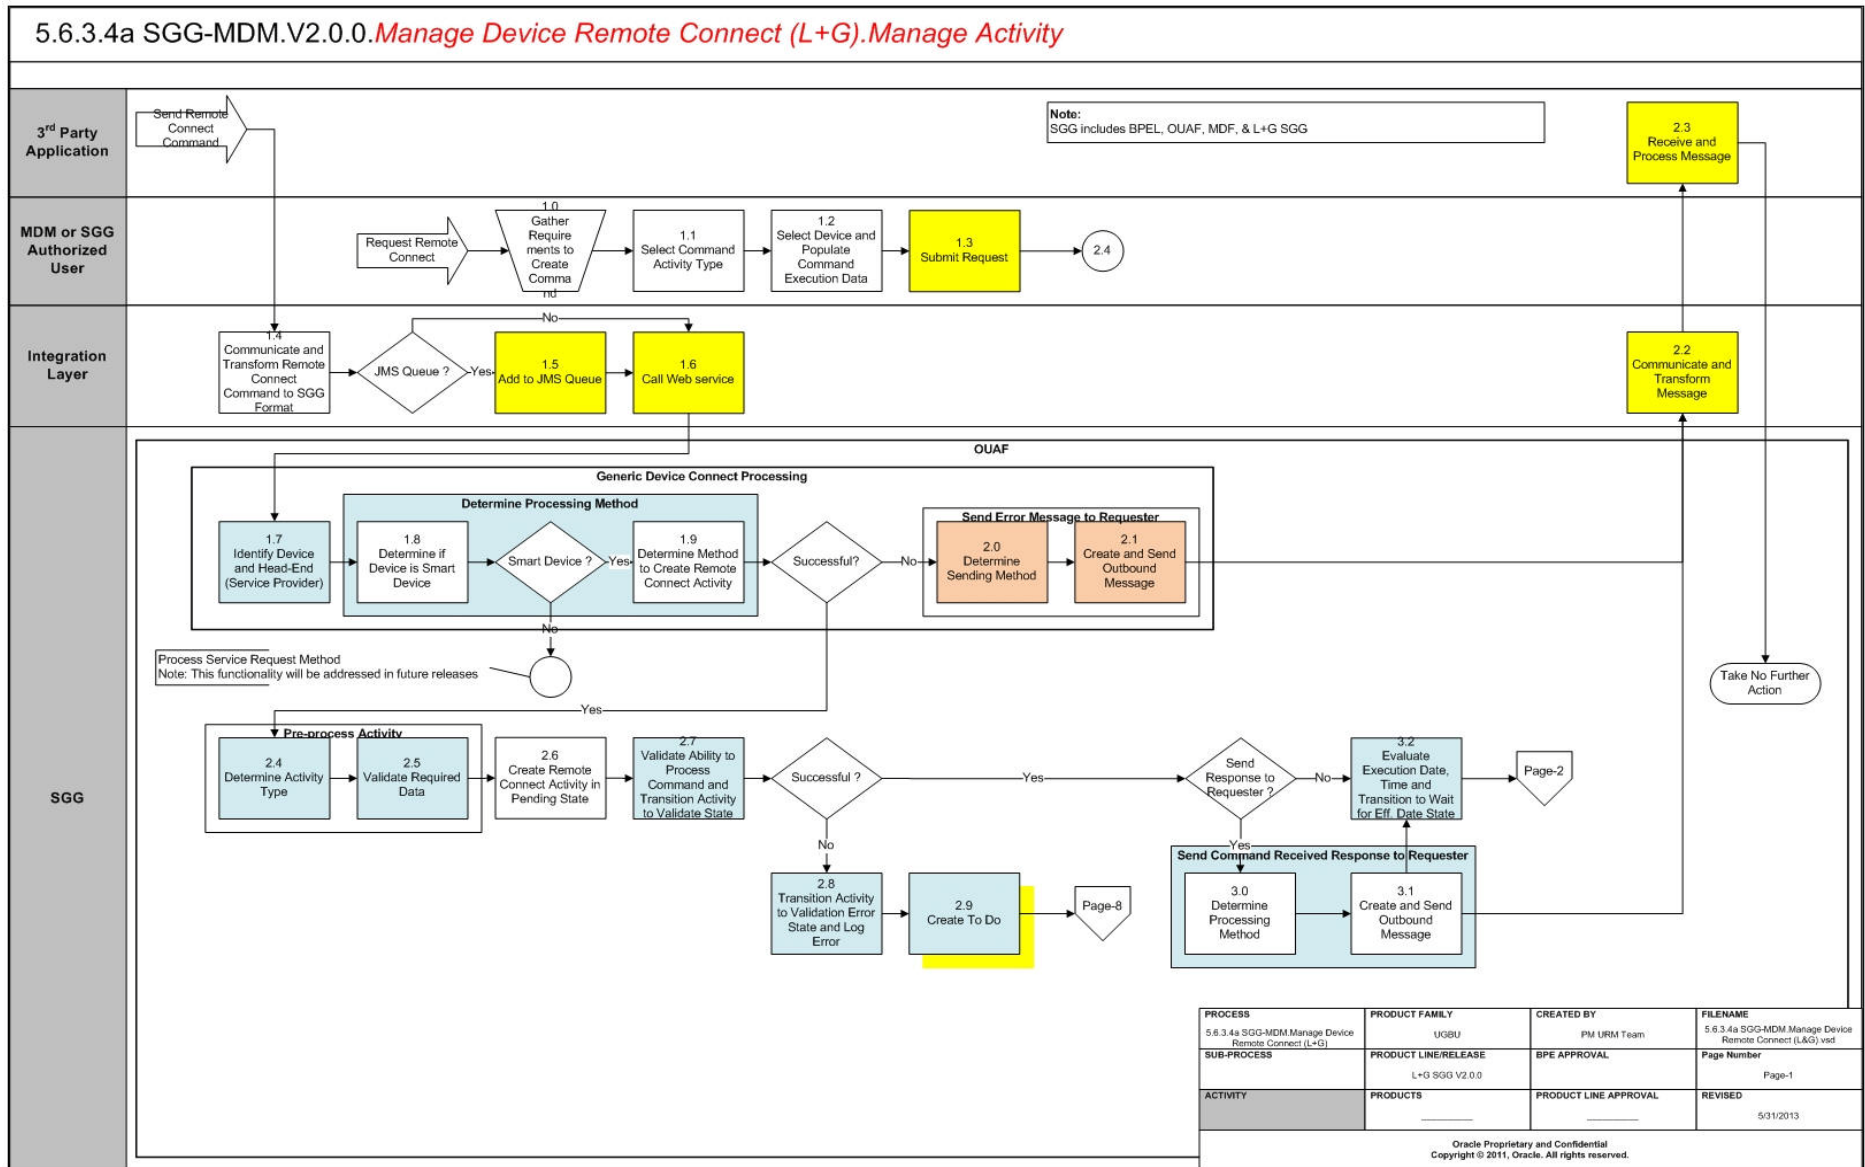 5.6.3.4a SGG-MDM.V2.0.0.Manage Device Remote Connect (L+G).Manage Activity
3rd Party
Application
Send Remote
Connect
Command
Note:
SGG includes BPEL, OUAF, MDF, & L+G SGG
2.3
Receive and
Process Message
MDM or SGG
Authorized
User
Request Remote
Connect
1.0
Gather
Require
ments to
Create
Comma
nd
1.1
Select Command
Activity Type
1.2
Select Device and
Populate
Command
Execution Data
1.3
Submit Request
2.4
Integration
Layer
1.4
Communicate and
Transform Remote
Connect
Command to SGG
Format
JMS Queue ?
No
Yes
1.5
Add to JMS Queue
1.6
Call Web service
2.2
Communicate and
Transform
Message
SGG
OUAF
Generic Device Connect Processing
Determine Processing Method
1.7
Identify Device
and Head-End
(Service Provider)
1.8
Determine if
Device is Smart
Device
Smart Device ?
Yes
1.9
Determine Method
to Create Remote
Connect Activity
Successful?
No
Send Error Message to Requester
2.0
Determine
Sending Method
2.1
Create and Send
Outbound
Message
No
Process Service Request Method
Note: This functionality will be addressed in future releases
Take No Further
Action
Yes
Pre-process Activity
2.4
Determine Activity
Type
2.5
Validate Required
Data
2.6
Create Remote
Connect Activity in
Pending State
2.7
Validate Ability to
Process
Command and
Transition Activity
to Validate State
Successful ?
Yes
Send
Response to
Requester ?
No
3.2
Evaluate
Execution Date,
Time and
Transition to Wait
for Eff. Date State
Page-2
No
Yes
2.8
Transition Activity
to Validation Error
State and Log
Error
2.9
Create To Do
Page-8
Send Command Received Response to Requester
3.0
Determine
Processing
Method
3.1
Create and Send
Outbound
Message
PROCESS
5.6.3.4a SGG-MDM.Manage Device
Remote Connect (L+G)
PRODUCT FAMILY
UGBU
CREATED BY
PM URM Team
FILENAME
5.6.3.4a SGG-MDM.Manage Device
Remote Connect (L&G).vsd
SUB-PROCESS
PRODUCT LINE/RELEASE
L+G SGG V2.0.0
BPE APPROVAL
Page Number
Page-1
ACTIVITY
PRODUCTS
PRODUCT LINE APPROVAL
REVISED
5/31/2013
Oracle Proprietary and Confidential
Copyright © 2011, Oracle. All rights reserved.